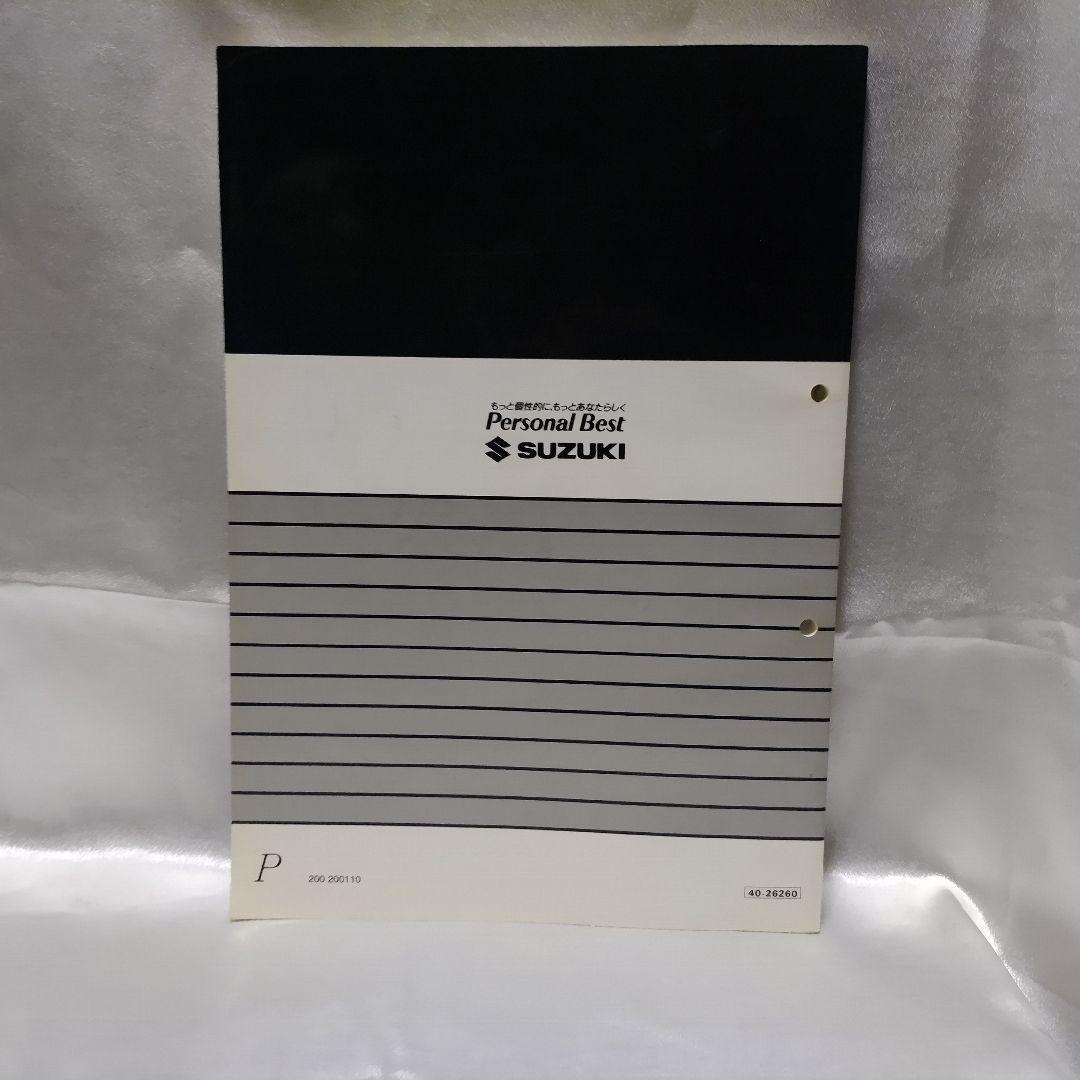 もっと個性的に、もっとあなたらしく
Personal Best
SUZUKI
P
200 200110
40-26260